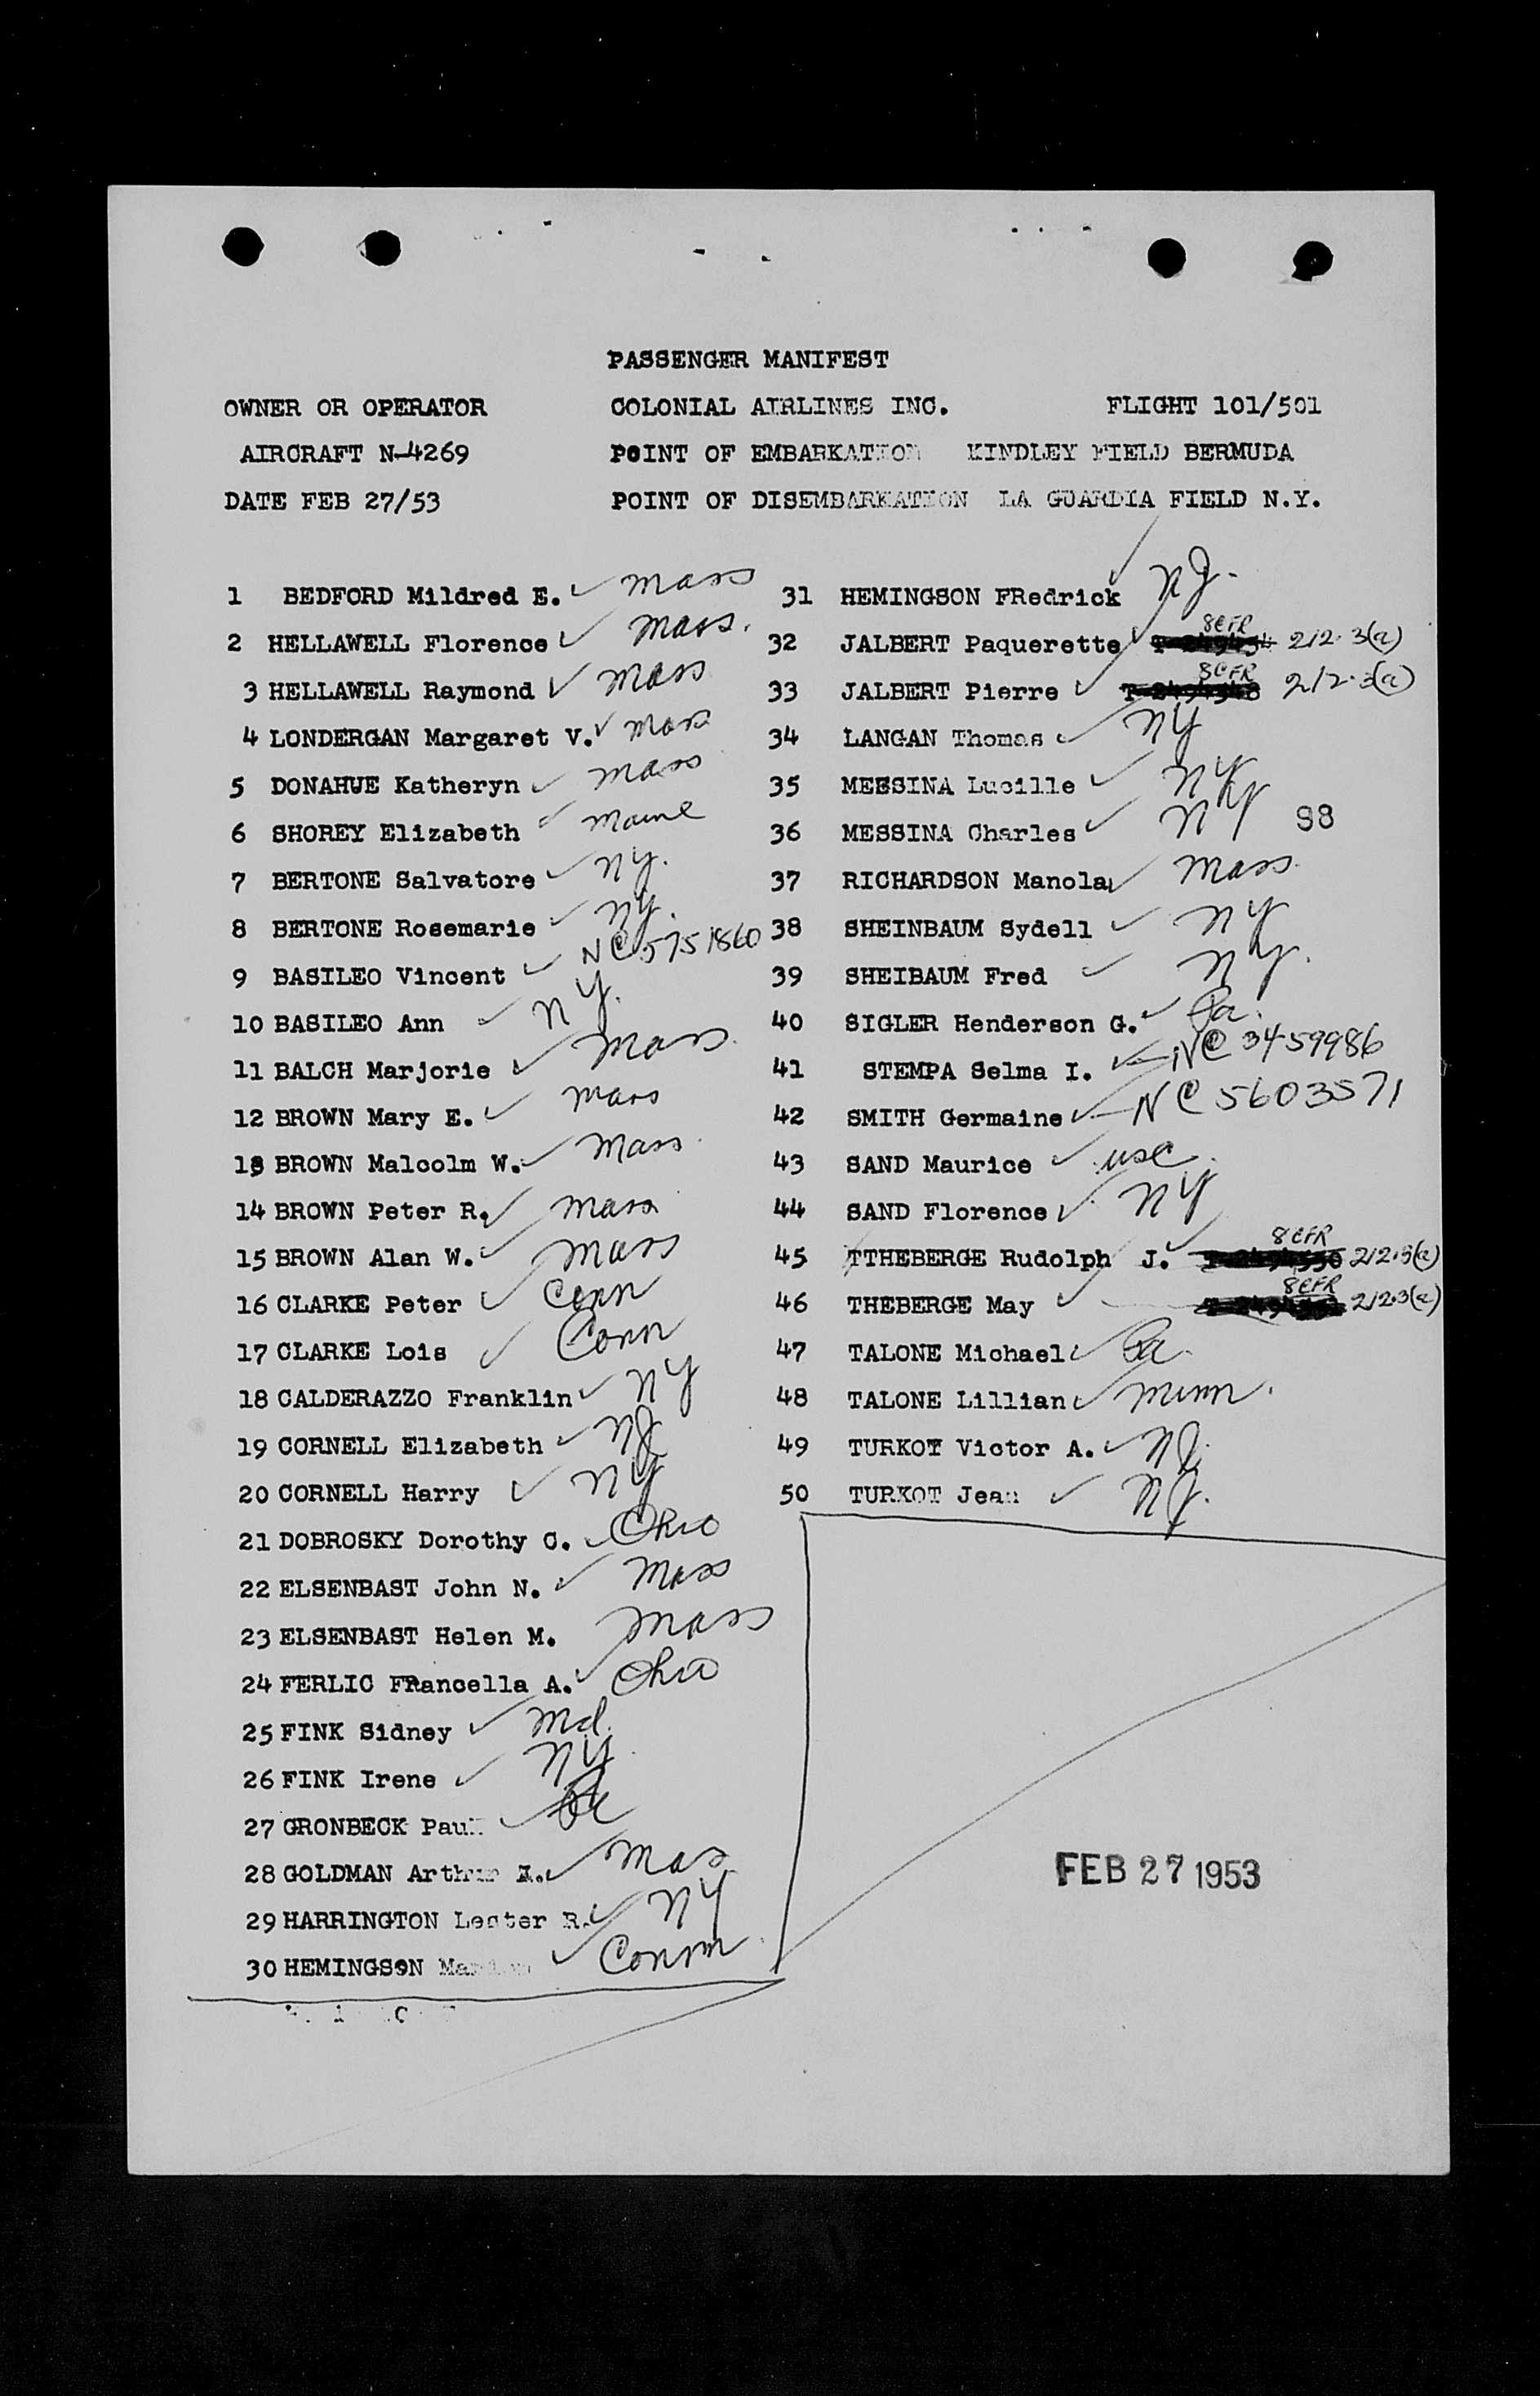 PASSENGER MANIFEST
OWNER OR OPERATOR COLONIAL AIRLINES INC. FLIGHT 101/501
AIRCRAFT N-4269 POINT OF EMBARKATION KINDLEY FIELD BERMUDA
DATE FEB 27/53 POINT OF DISEMBARKATION LA GUARDIA FIELD N.Y.
1 BEDFORD Mildred E. ✓ Mass
2 HELLAWELL Florence ✓ Mass.
3 HELLAWELL Raymond ✓ Mass
4 LONDERGAN Margaret V. ✓ Mass
5 DONAHUE Katheryn ✓ Mass
6 SHOREY Elizabeth ✓ Maine
7 BERTONE Salvatore ✓ NY.
8 BERTONE Rosemarie ✓ NY.
9 BASILEO Vincent ✓ NC 5751860
10 BASILEO Ann ✓ NY.
11 BALCH Marjorie ✓ Mass.
12 BROWN Mary E. ✓ Mass
13 BROWN Malcolm W. ✓ Mass.
14 BROWN Peter R. ✓ Mass
15 BROWN Alan W. ✓ Mass
16 CLARKE Peter ✓ Conn
17 CLARKE Lois ✓ Conn
18 CALDERAZZO Franklin ✓ NY
19 CORNELL Elizabeth ✓ NJ
20 CORNELL Harry ✓ NY
21 DOBROSKY Dorothy C. ✓ Ohio
22 ELSENBAST John N. ✓ Mass
23 ELSENBAST Helen M. Mass
24 FERLIC FRancella A. ✓ Ohio
25 FINK Sidney ✓ Md.
26 FINK Irene ✓ NY
27 GRONBECK Paul ✓
28 GOLDMAN Arthur ✓ Mas
29 HARRINGTON Lester R. ✓ NY
30 HEMINGSON ✓ Conn
31 HEMINGSON FRedrick ✓ NJ.
32 JALBERT Paquerette ✓ 8CFR 212.3(a)
33 JALBERT Pierre ✓ 8CFR 212.3(a)
34 LANGAN Thomas ✓ NY
35 MESSINA Lucille ✓ NY
36 MESSINA Charles ✓ NY 98
37 RICHARDSON Manola ✓ Mass.
38 SHEINBAUM Sydell ✓ NY
39 SHEIBAUM Fred ✓ NY.
40 SIGLER Henderson G. ✓ Pa.
41 STEMPA Selma I. ✓ NC 3459986
42 SMITH Germaine ✓ NC 5603571
43 SAND Maurice ✓ usc.
44 SAND Florence ✓ NY
45 TTHEBERGE Rudolph J. ✓ 8CFR 212.3(a)
46 THEBERGE May ✓ 8CFR 212.3(a)
47 TALONE Michael ✓ Pa.
48 TALONE Lillian ✓ Minn.
49 TURKOT Victor A. ✓ NJ.
50 TURKOT Jean ✓ NJ.
FEB 27 1953